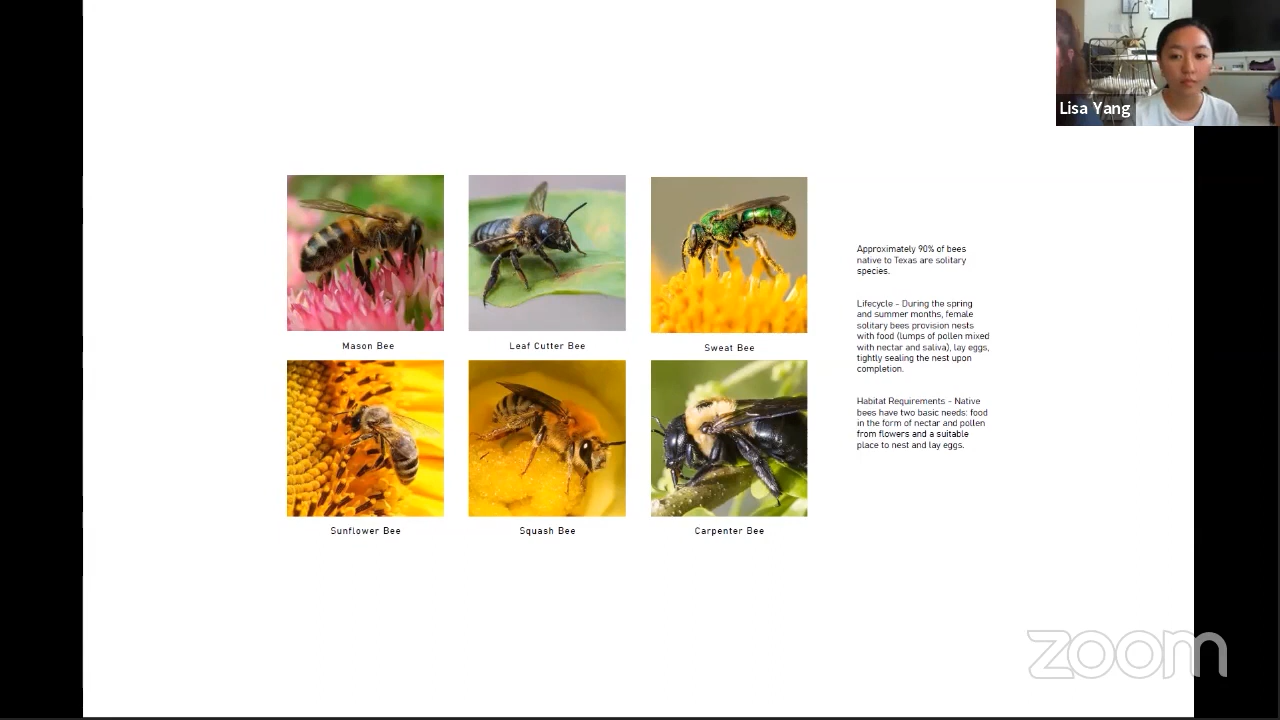 Lisa Yang
Mason Bee
Leaf Cutter Bee
Sweat Bee
Sunflower Bee
Squash Bee
Carpenter Bee
Approximately 90% of bees
native to Texas are solitary
species.
Lifecycle - During the spring
and summer months, female
solitary bees provision nests
with food (lumps of pollen mixed
with nectar and saliva), lay eggs,
tightly sealing the nest upon
completion.
Habitat Requirements - Native
bees have two basic needs: food
in the form of nectar and pollen
from flowers and a suitable
place to nest and lay eggs.
zoom